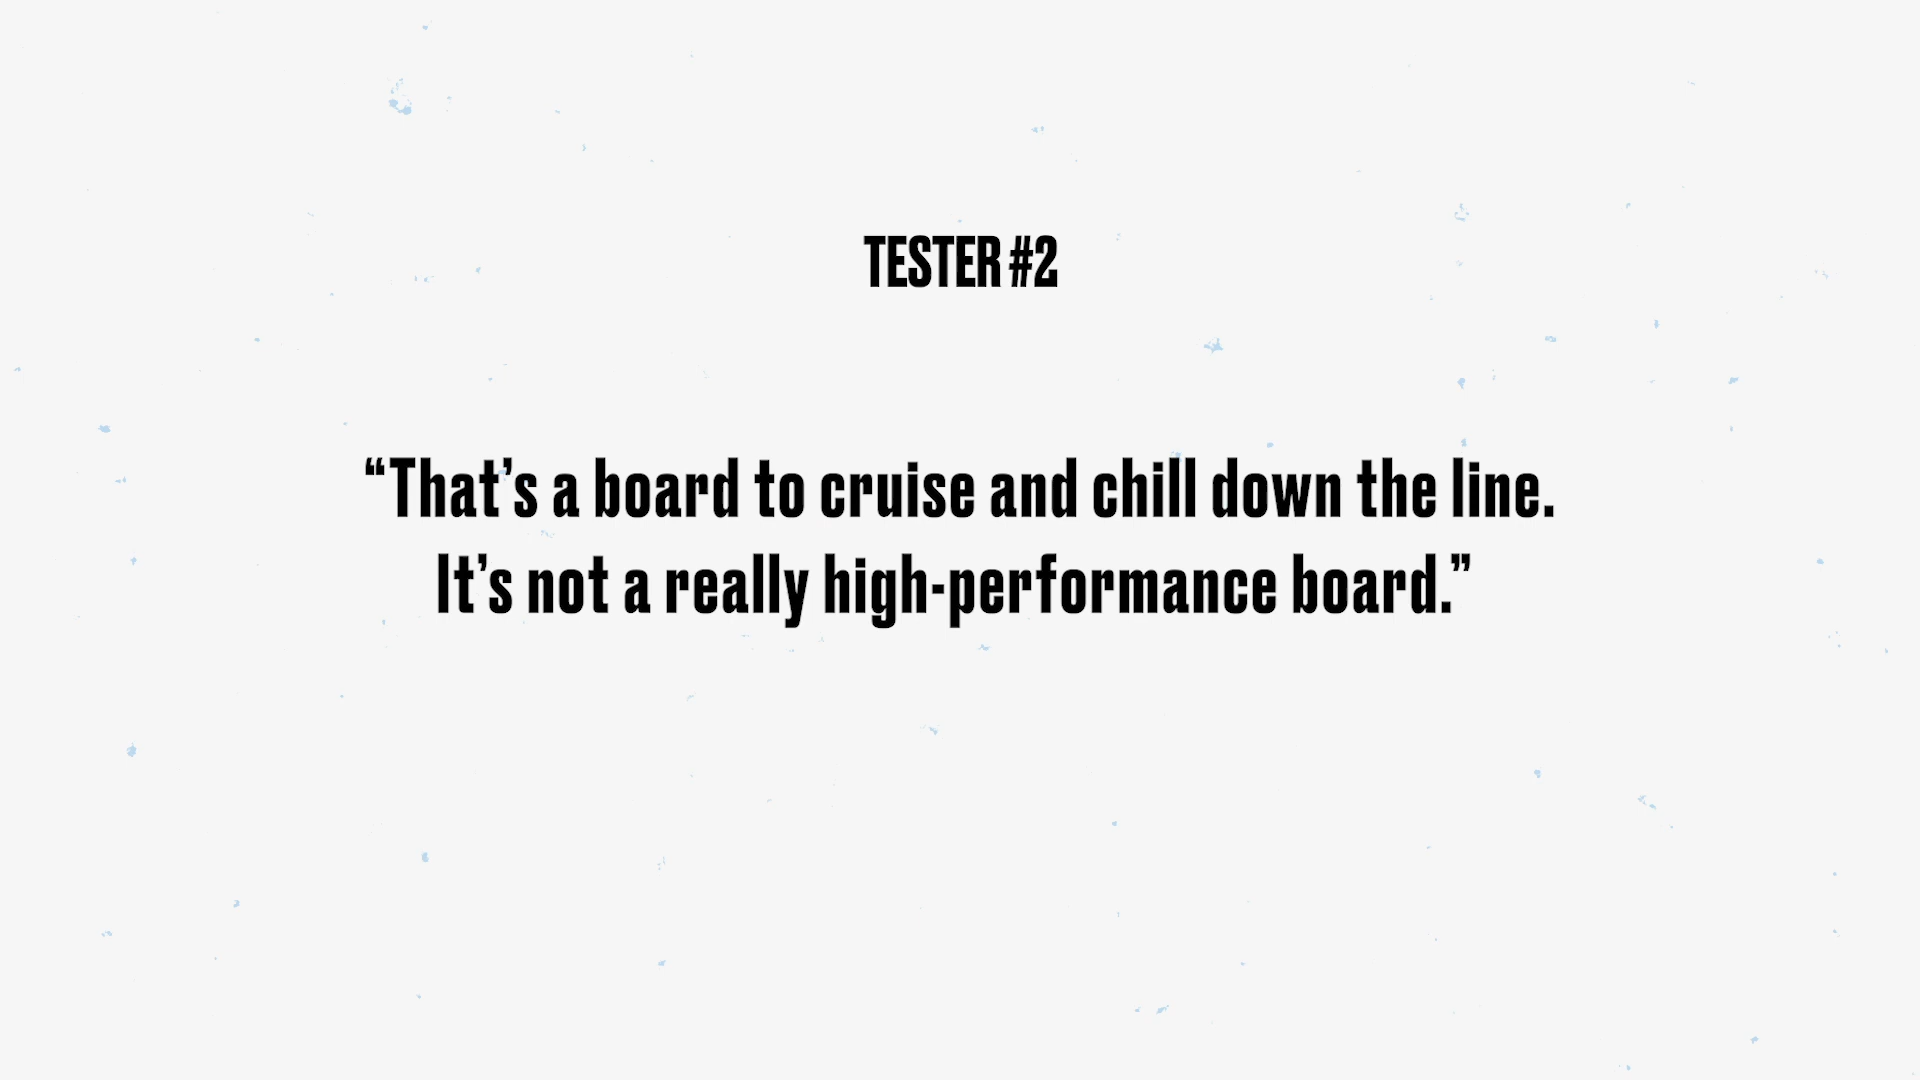 TESTER #2
“That’s a board to cruise and chill down the line.
It’s not a really high-performance board.”